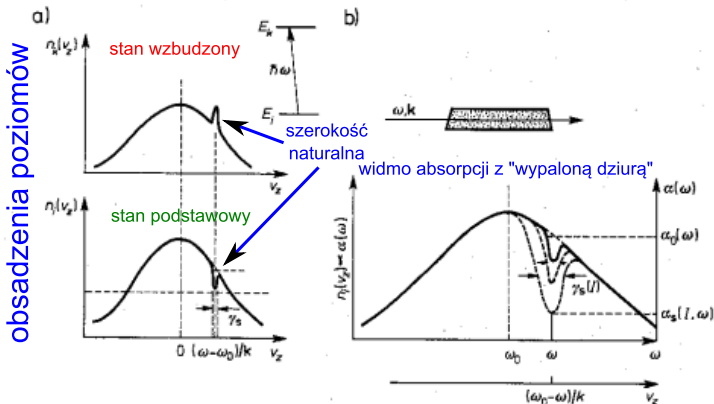 a)
n_k(v_z)
stan wzbudzony
E_k
ħω
E_i
v_z
szerokość
naturalna
obsadzenia poziomów
n_i(v_z)
stan podstawowy
γ_s
0 (ω-ω_0)/k v_z
b)
ω,k
widmo absorpcji z "wypaloną dziurą"
α(ω)
n_i(v_z) ∞ α(ω)
α_0(ω)
γ_s(I)
α_s(I,ω)
ω_0 ω ω
(ω_0-ω)/k v_z